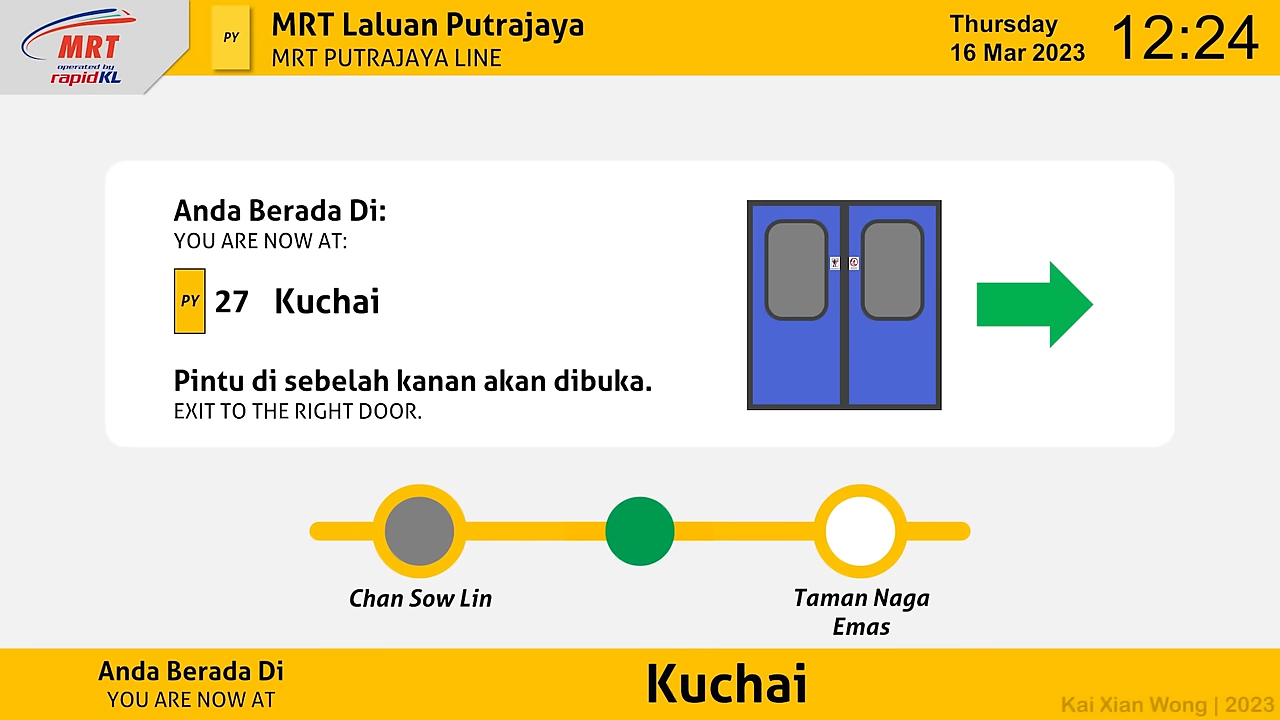 MRT
operated by
rapidKL
PY
MRT Laluan Putrajaya
MRT PUTRAJAYA LINE
Thursday
16 Mar 2023
12:24
Anda Berada Di:
YOU ARE NOW AT:
PY 27 Kuchai
Pintu di sebelah kanan akan dibuka.
EXIT TO THE RIGHT DOOR.
Chan Sow Lin
Taman Naga
Emas
Anda Berada Di
YOU ARE NOW AT
Kuchai
Kai Xian Wong | 2023